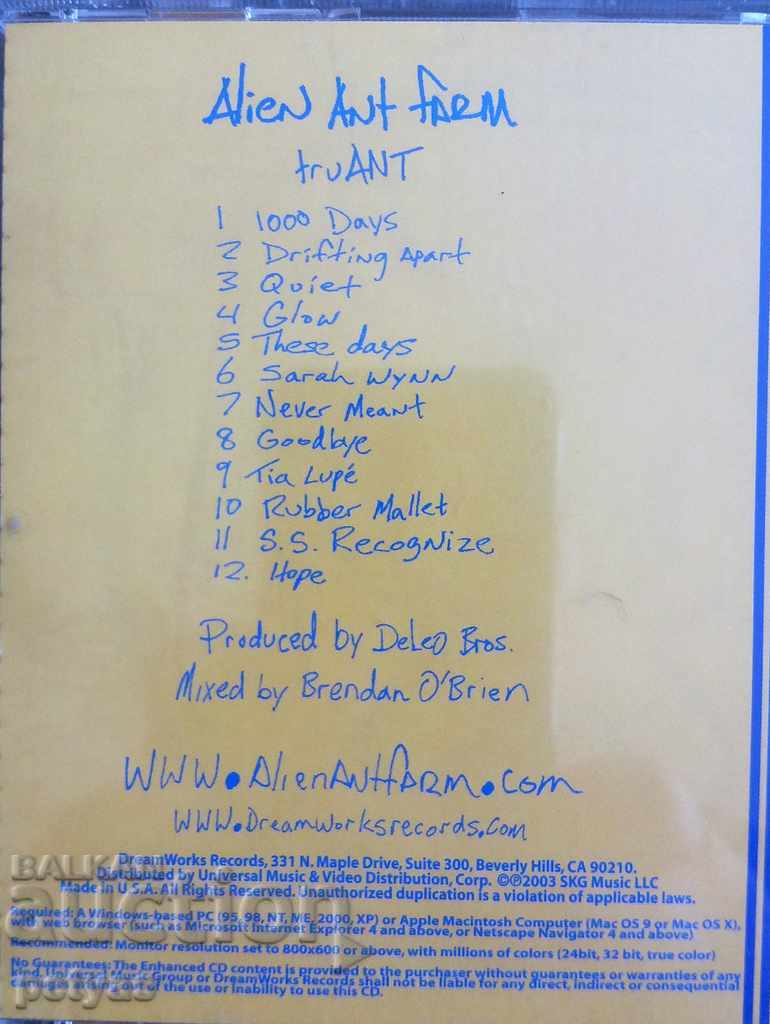 Alien Ant farm
truANT
1 1000 Days
2 Drifting Apart
3 Quiet
4 Glow
5 These days
6 Sarah Wynn
7 Never Meant
8 Goodbye
9 Tia Lupé
10 Rubber Mallet
11 S.S. Recognize
12. Hope
Produced by DeLeo Bros.
Mixed by Brendan O'Brien
WWW.AlienAntfarm.com
WWW.Dreamworksrecords.com
DreamWorks Records, 331 N. Maple Drive, Suite 300, Beverly Hills, CA 90210.
Distributed by Universal Music & Video Distribution, Corp. ©℗2003 SKG Music LLC
Made in U.S.A. All Rights Reserved. Unauthorized duplication is a violation of applicable laws.
Required: A Windows-based PC (95, 98, NT, ME, 2000, XP) or Apple Macintosh Computer (Mac OS 9 or Mac OS X),
with web browser (such as Microsoft Internet Explorer 4 and above, or Netscape Navigator 4 and above)
Recommended: Monitor resolution set to 800x600 or above, with millions of colors (24bit, 32 bit, true color)
No Guarantees: The Enhanced CD content is provided to the purchaser without guarantees or warranties of any
kind. Universal Music Group or DreamWorks Records shall not be liable for any direct, indirect or consequential
damages arising out of the use or inability to use this CD.
BALKAN
auction
petyas